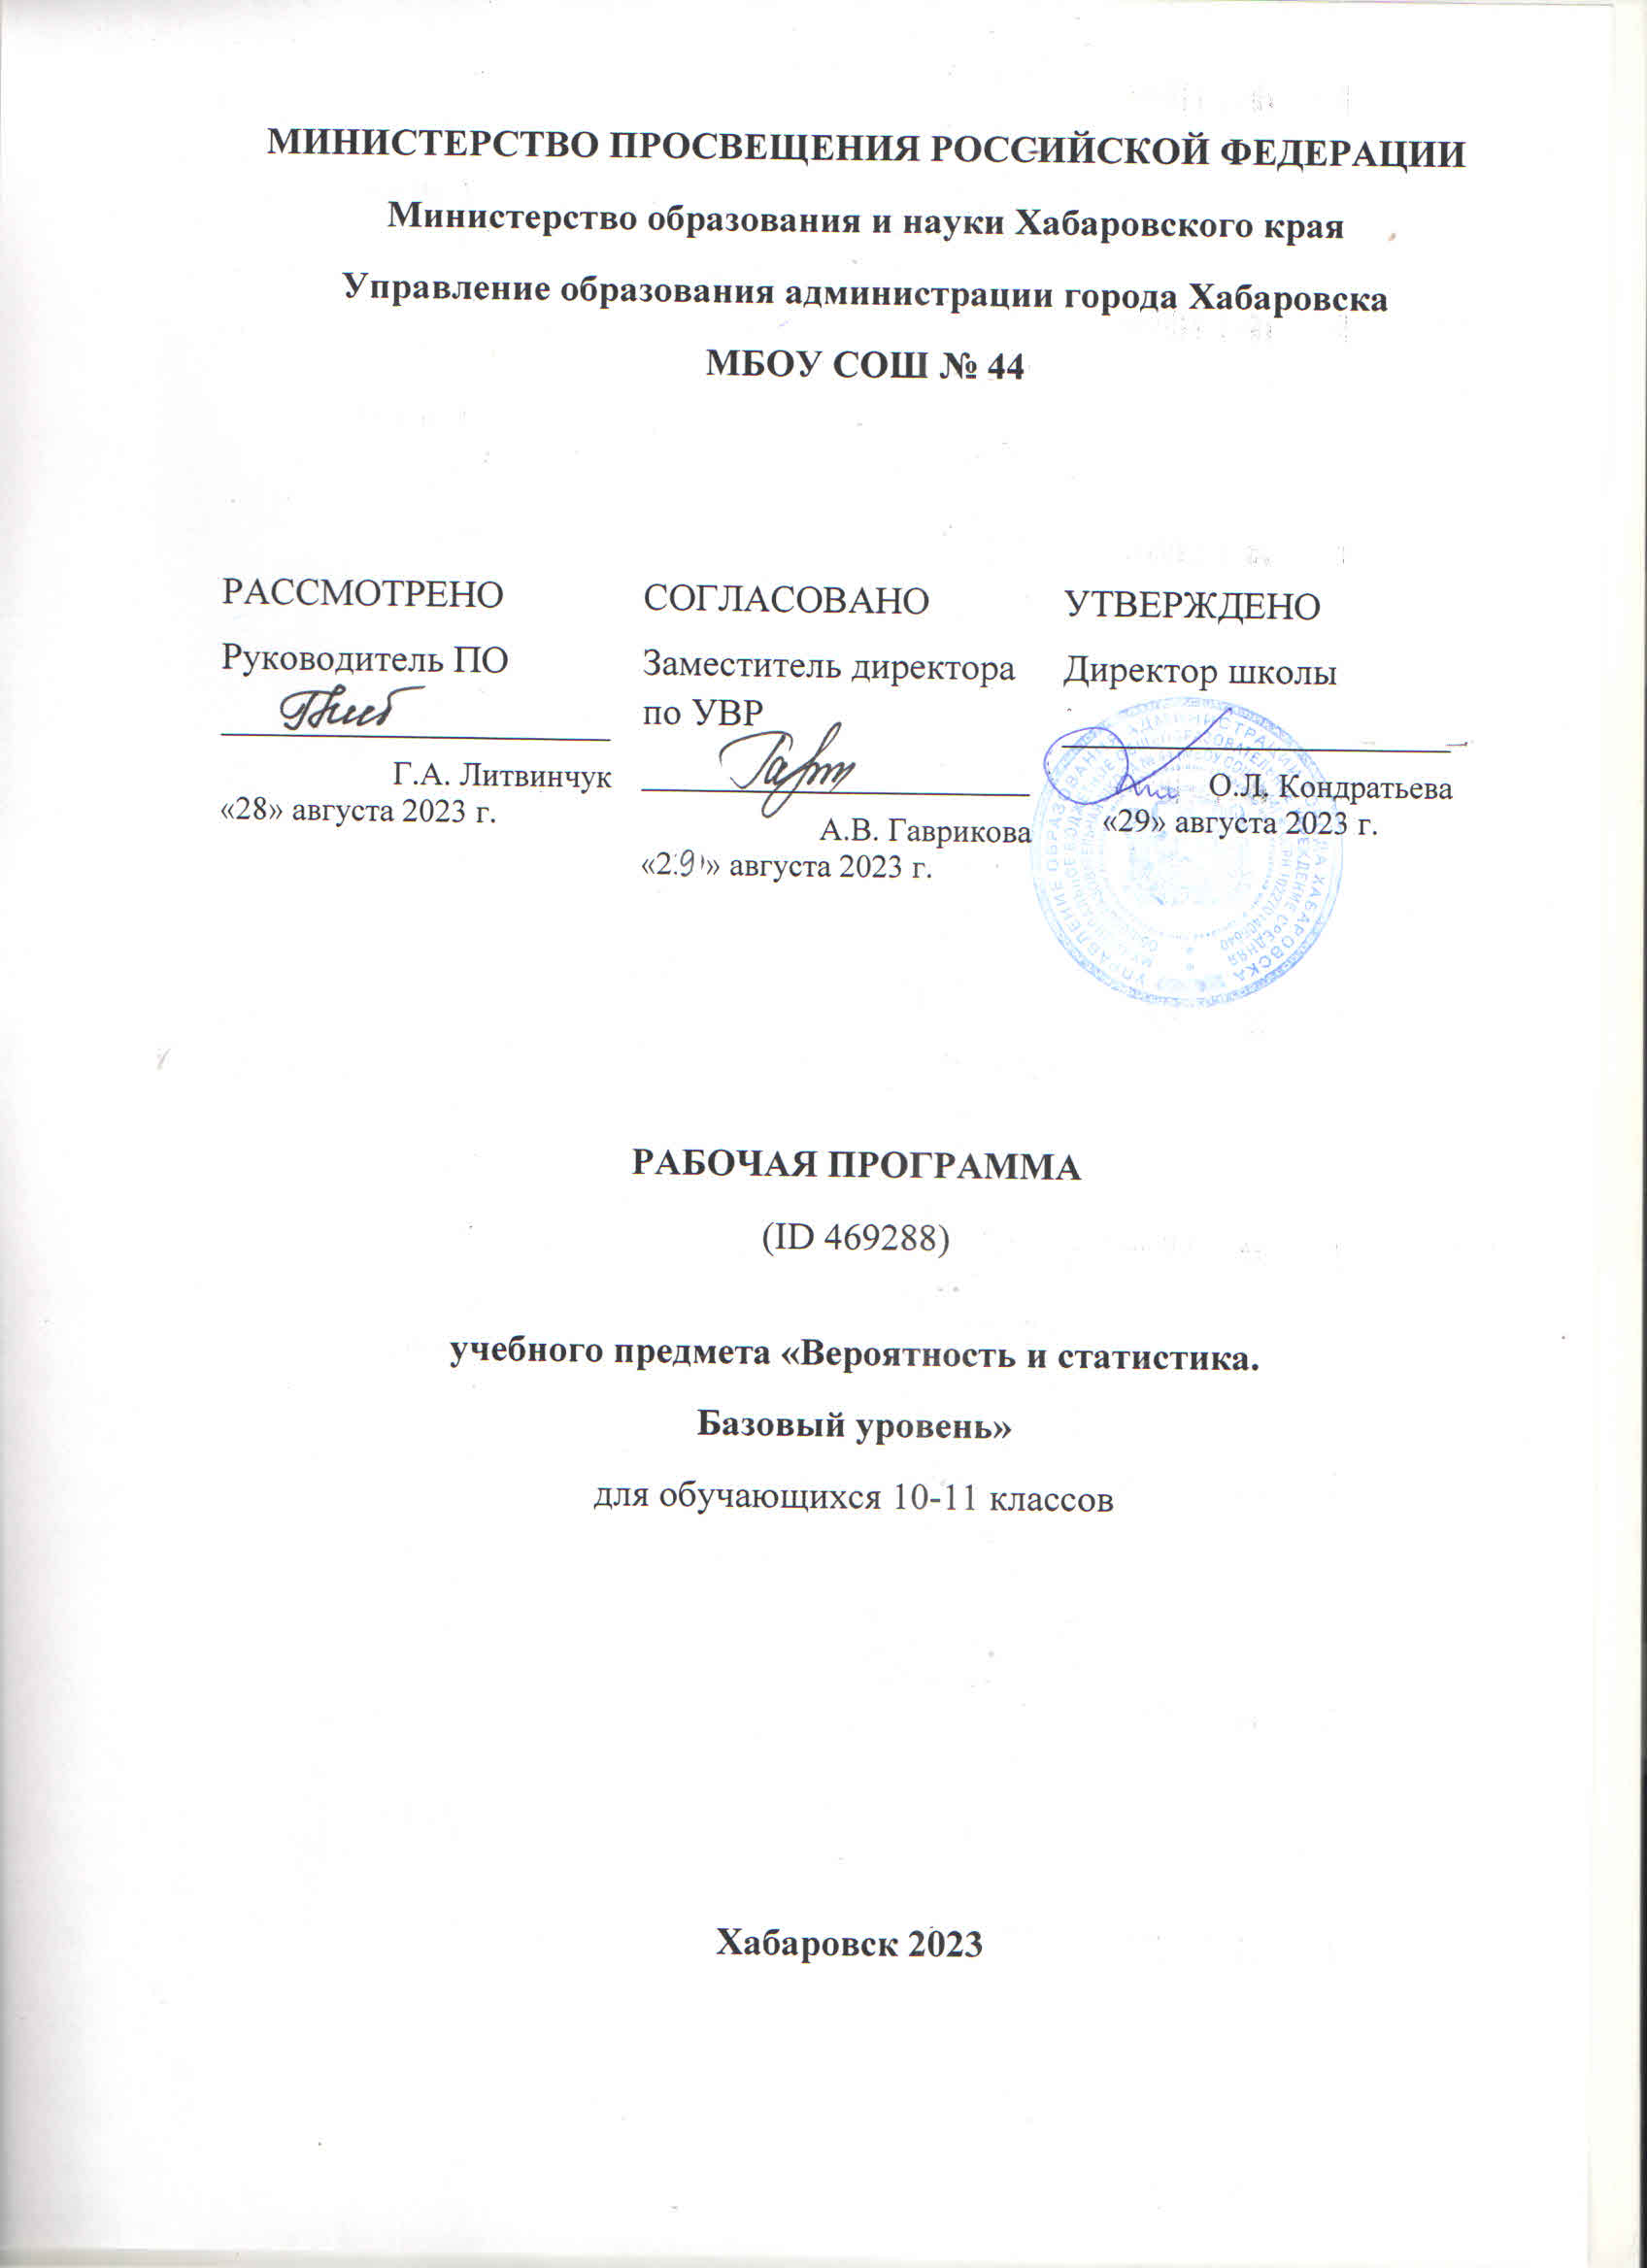 МИНИСТЕРСТВО ПРОСВЕЩЕНИЯ РОССИЙСКОЙ ФЕДЕРАЦИИ
Министерство образования и науки Хабаровского края
Управление образования администрации города Хабаровска
МБОУ СОШ № 44
РАССМОТРЕНО
Руководитель ПО
Г.А. Литвинчук
«28» августа 2023 г.
СОГЛАСОВАНО
Заместитель директора
по УВР
А.В. Гаврикова
«29» августа 2023 г.
УТВЕРЖДЕНО
Директор школы
О.Л. Кондратьева
«29» августа 2023 г.
РАБОЧАЯ ПРОГРАММА
(ID 469288)
учебного предмета «Вероятность и статистика.
Базовый уровень»
для обучающихся 10-11 классов
Хабаровск 2023